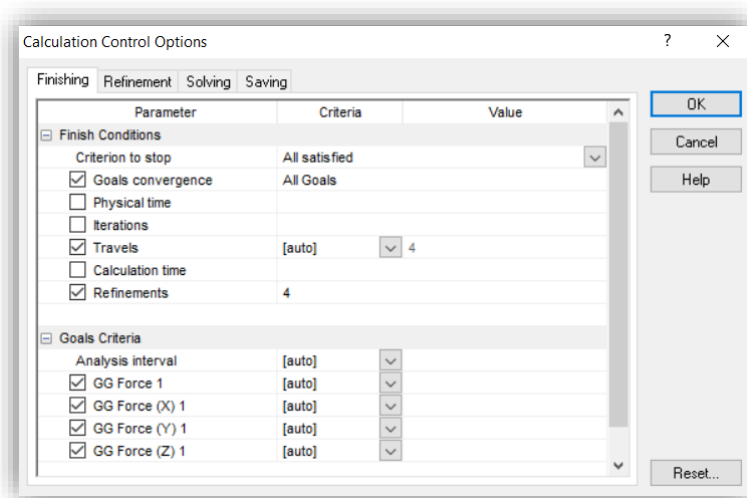 Calculation Control Options ?
Finishing Refinement Solving Saving
Parameter Criteria Value
Finish Conditions
Criterion to stop All satisfied
Goals convergence All Goals
Physical time
Iterations
Travels [auto] 4
Calculation time
Refinements 4
Goals Criteria
Analysis interval [auto]
GG Force 1 [auto]
GG Force (X) 1 [auto]
GG Force (Y) 1 [auto]
GG Force (Z) 1 [auto]
OK
Cancel
Help
Reset...